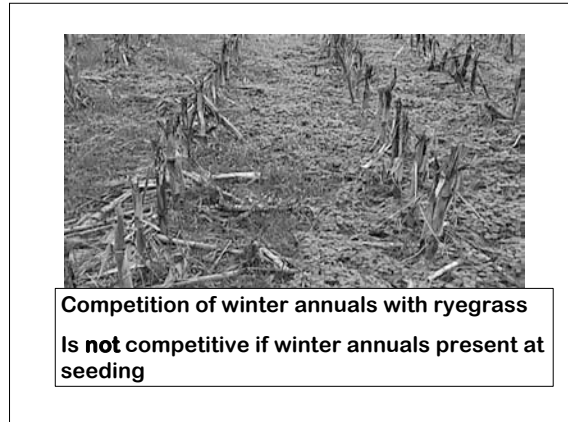 Competition of winter annuals with ryegrass
Is not competitive if winter annuals present at
seeding